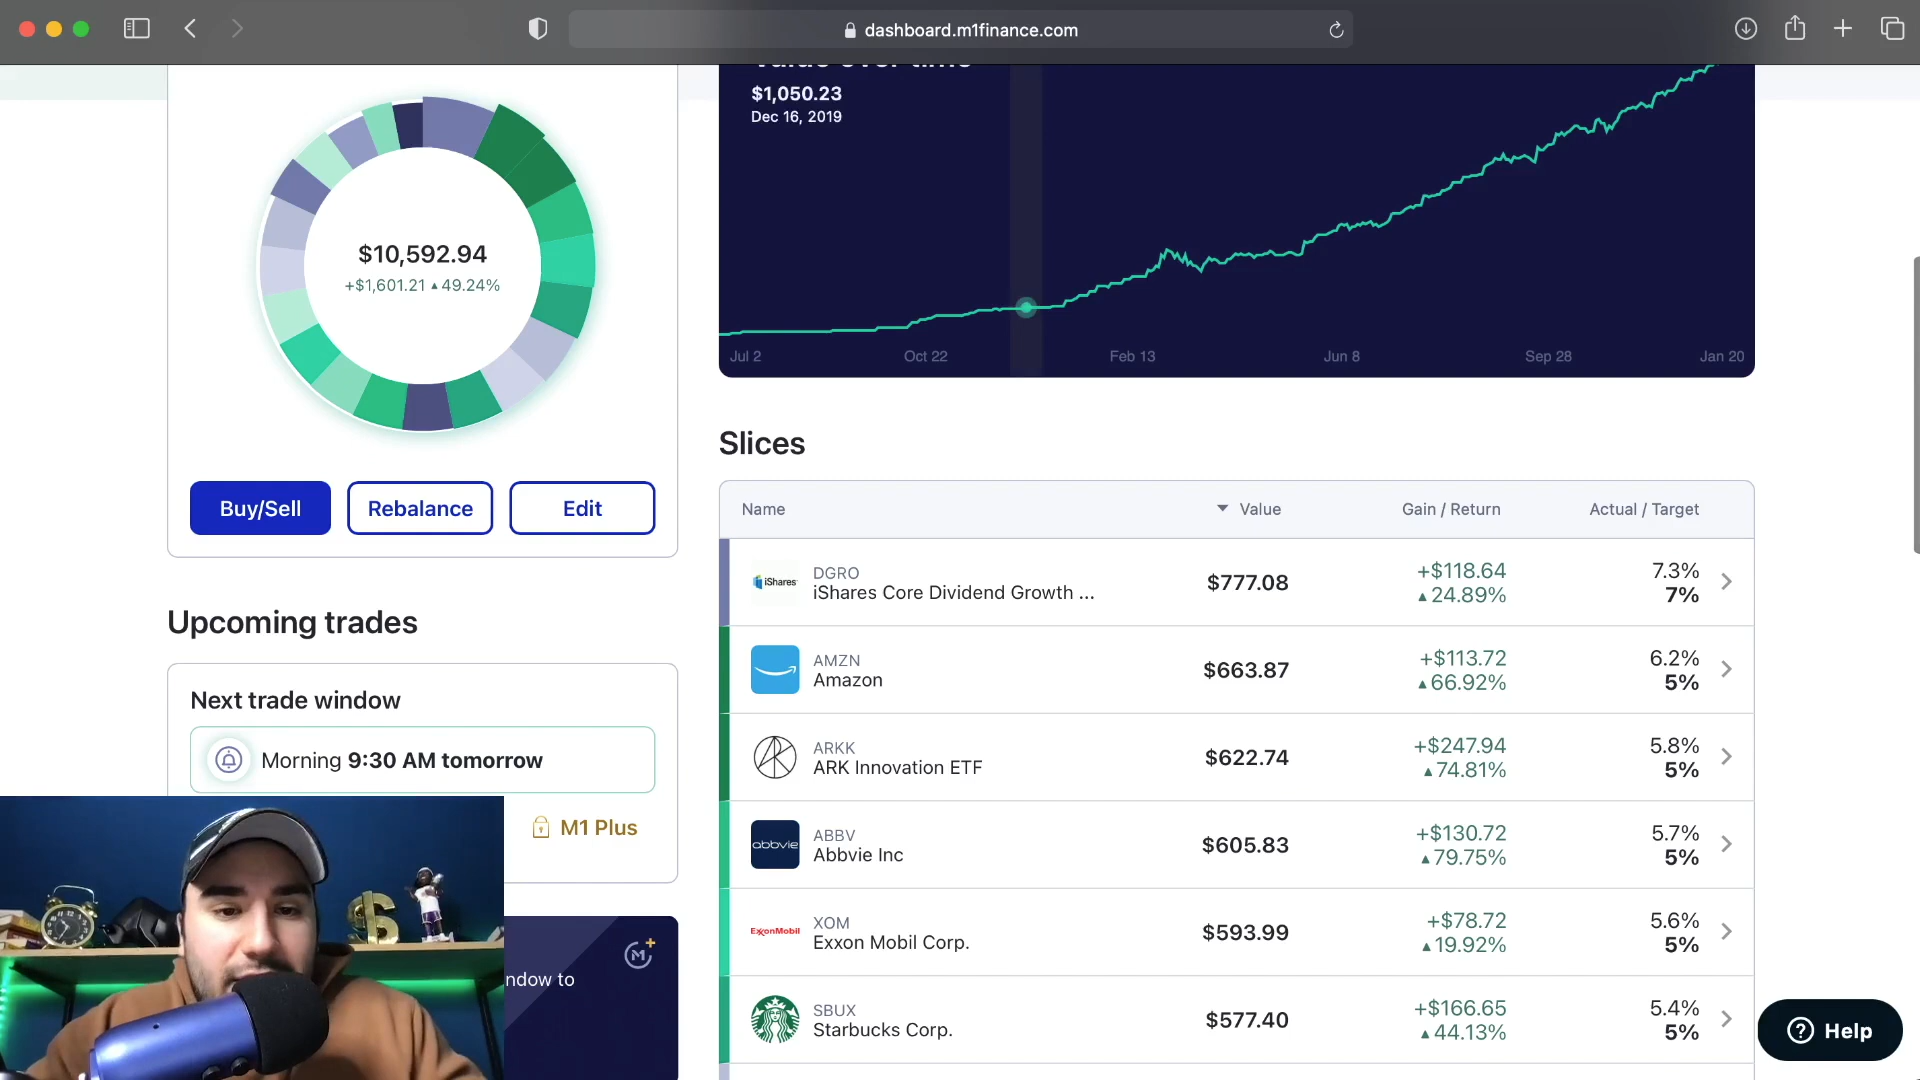 dashboard.m1finance.com
$1,050.23
Dec 16, 2019
$10,592.94
+$1,601.21 ▲ 49.24%
Jul 2
Oct 22
Feb 13
Jun 8
Sep 28
Jan 20
Buy/Sell
Rebalance
Edit
Upcoming trades
Next trade window
Morning 9:30 AM tomorrow
M1 Plus
ndow to
M
Slices
Name
Value
Gain / Return
Actual / Target
iShares
DGRO
iShares Core Dividend Growth ...
$777.08
+$118.64
▲24.89%
7.3%
7%
AMZN
Amazon
$663.87
+$113.72
▲66.92%
6.2%
5%
ARKK
ARK Innovation ETF
$622.74
+$247.94
▲74.81%
5.8%
5%
abbvie
ABBV
Abbvie Inc
$605.83
+$130.72
▲79.75%
5.7%
5%
ExxonMobil
XOM
Exxon Mobil Corp.
$593.99
+$78.72
▲19.92%
5.6%
5%
SBUX
Starbucks Corp.
$577.40
+$166.65
▲44.13%
5.4%
5%
Help